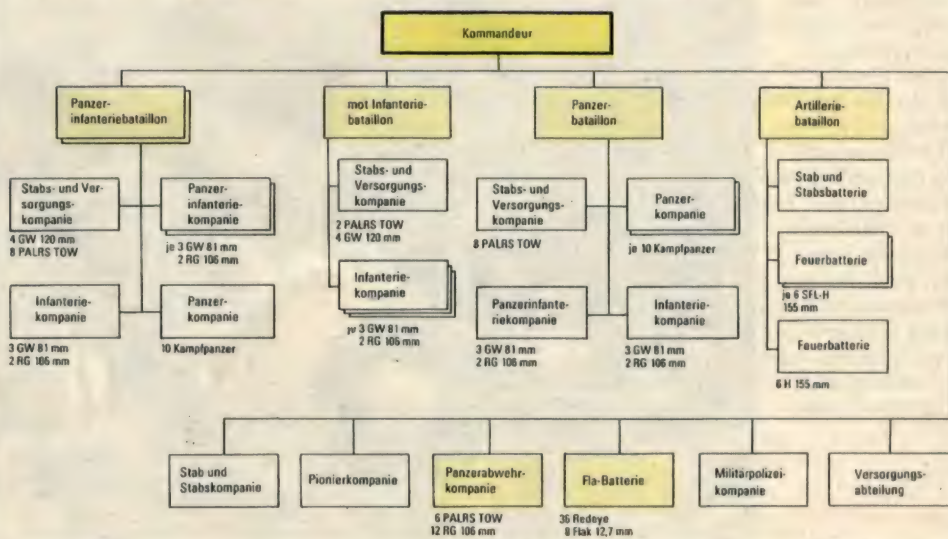 Kommandeur
Panzer-
infanteriebataillon
mot Infanterie-
bataillon
Panzer-
bataillon
Artillerie-
bataillon
Stabs- und Ver-
sorgungs-
kompanie
4 GW 120 mm
8 PALRS TOW
Panzer-
infanterie-
kompanie
je 3 GW 81 mm
2 RG 106 mm
Infanterie-
kompanie
3 GW 81 mm
2 RG 106 mm
Panzer-
kompanie
10 Kampfpanzer
Stabs- und
Versorgungs-
kompanie
2 PALRS TOW
4 GW 120 mm
Infanterie-
kompanie
je 3 GW 81 mm
2 RG 106 mm
Stabs- und
Versorgungs-
kompanie
8 PALRS TOW
Panzer-
kompanie
je 10 Kampfpanzer
Panzerinfante-
riekompanie
3 GW 81 mm
2 RG 106 mm
Infanterie-
kompanie
3 GW 81 mm
2 RG 106 mm
Stab und
Stabsbatterie
Feuerbatterie
je 6 SFL-H
155 mm
Feuerbatterie
6 H 155 mm
Stab und
Stabskompanie
Pionierkompanie
Panzerabwehr-
kompanie
6 PALRS TOW
12 RG 106 mm
Fla-Batterie
36 Redeye
8 Flak 12,7 mm
Militärpolizei-
kompanie
Versorgungs-
abteilung